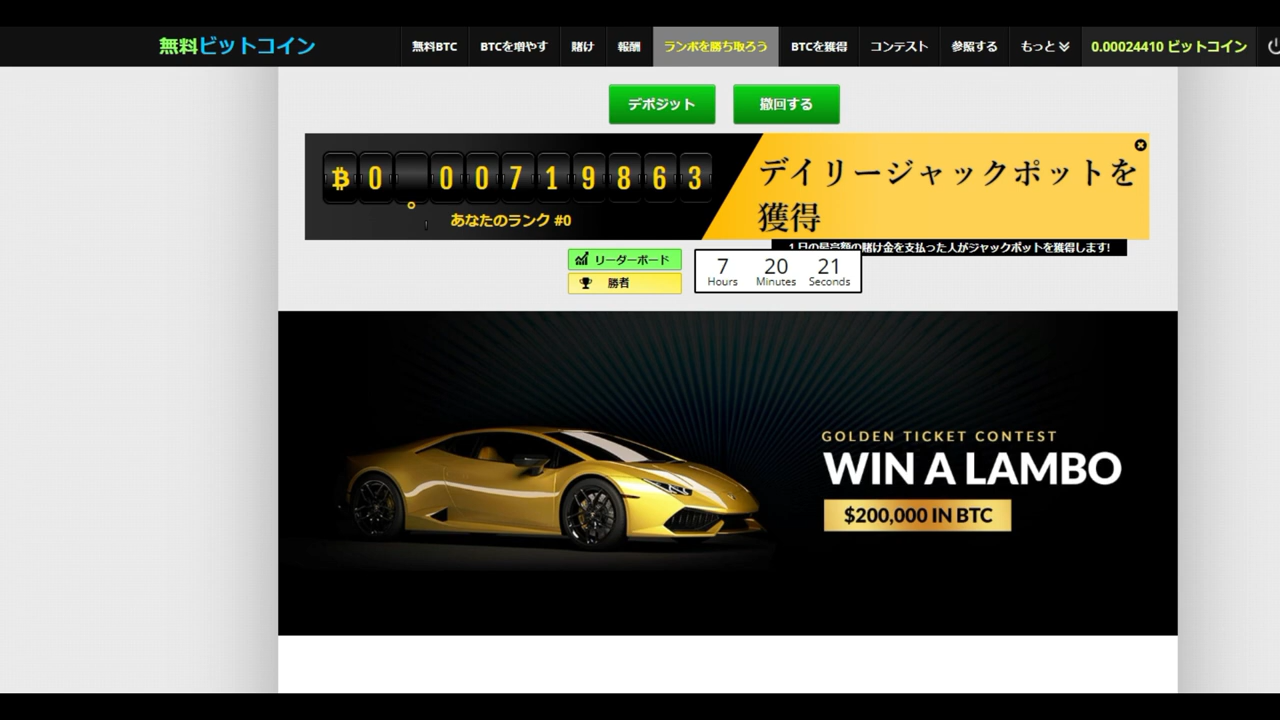 無料ビットコイン 無料BTC BTCを増やす 賭け 報酬 ランボを勝ち取ろう BTCを獲得 コンテスト 参照する もっと 0.00024410 ビットコイン
デポジット 撤回する
0 00719863
あなたのランク #0
デイリージャックポットを
獲得
1 日の最高額の賭け金を支払った人がジャックポットを獲得します!
リーダーボード
勝者
7 20 21
Hours Minutes Seconds
GOLDEN TICKET CONTEST
WIN A LAMBO
$200,000 IN BTC